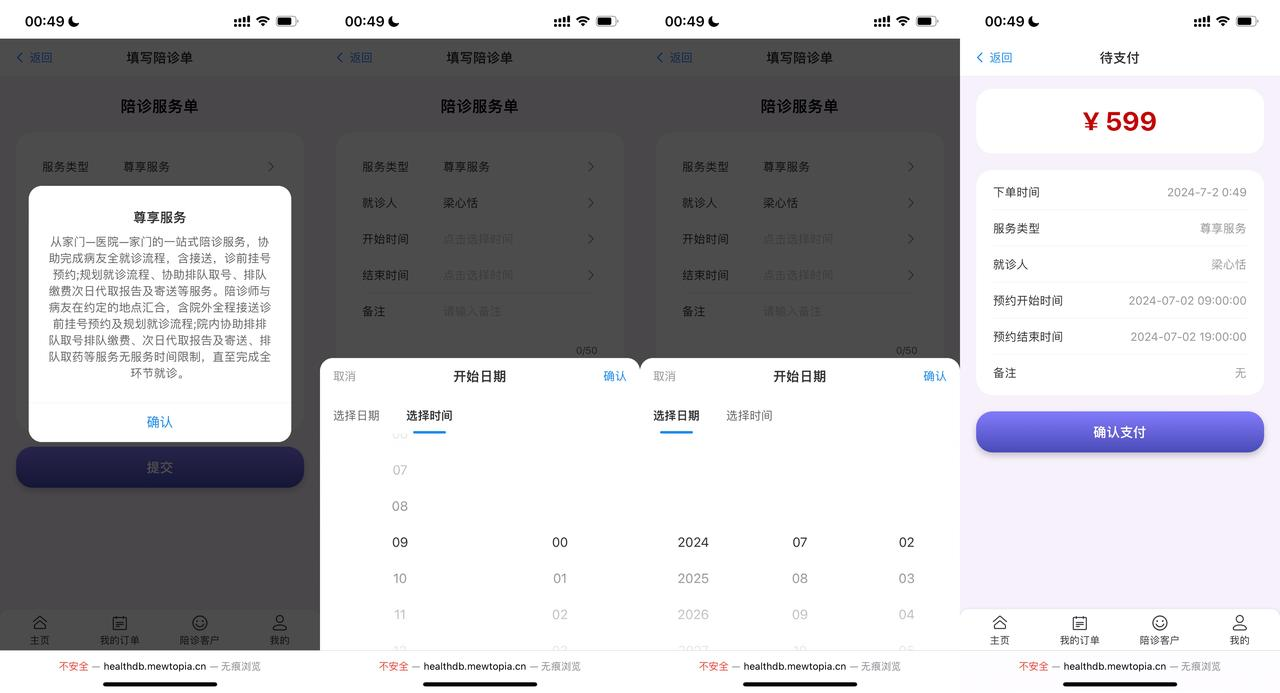 00:49
返回
填写陪诊单
陪诊服务单
服务类型 尊享服务
尊享服务
从家门—医院—家门的一站式陪诊服务，协
助完成病友全就诊流程，含接送，诊前挂号
预约;规划就诊流程、协助排队取号、排队
缴费次日代取报告及寄送等服务。陪诊师与
病友在约定的地点汇合，含院外全程接送诊
前挂号预约及规划就诊流程;院内协助排排
队取号排队缴费、次日代取报告及寄送、排
队取药等服务无服务时间限制，直至完成全
环节就诊。
确认
提交
主页 我的订单 陪诊客户 我的
不安全 — healthdb.mewtopia.cn — 无痕浏览
00:49
返回
填写陪诊单
陪诊服务单
服务类型 尊享服务
就诊人 梁心恬
开始时间 点击选择时间
结束时间 点击选择时间
备注 请输入备注
0/50
取消 开始日期 确认
选择日期 选择时间
07
08
09 00
10 01
11 02
不安全 — healthdb.mewtopia.cn — 无痕浏览
00:49
返回
填写陪诊单
陪诊服务单
服务类型 尊享服务
就诊人 梁心恬
开始时间 点击选择时间
结束时间 点击选择时间
备注 请输入备注
0/50
取消 开始日期 确认
选择日期 选择时间
2024 07 02
2025 08 03
2026 09 04
不安全 — healthdb.mewtopia.cn — 无痕浏览
00:49
返回
待支付
¥ 599
下单时间 2024-7-2 0:49
服务类型 尊享服务
就诊人 梁心恬
预约开始时间 2024-07-02 09:00:00
预约结束时间 2024-07-02 19:00:00
备注 无
确认支付
主页 我的订单 陪诊客户 我的
不安全 — healthdb.mewtopia.cn — 无痕浏览